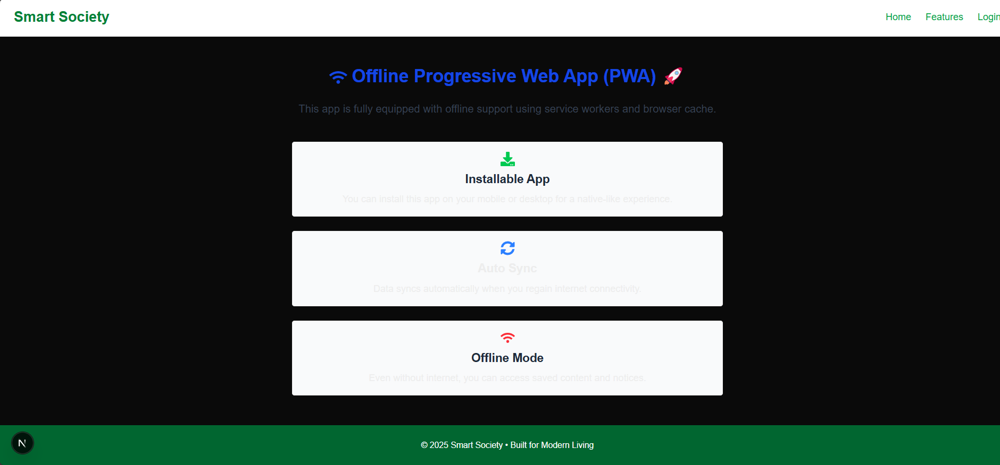 Smart Society
Home Features Login
Offline Progressive Web App (PWA) 🚀
This app is fully equipped with offline support using service workers and browser cache.
Installable App
You can install this app on your mobile or desktop for a native-like experience.
Auto Sync
Data syncs automatically when you regain internet connectivity.
Offline Mode
Even without internet, you can access saved content and notices.
N
© 2025 Smart Society • Built for Modern Living